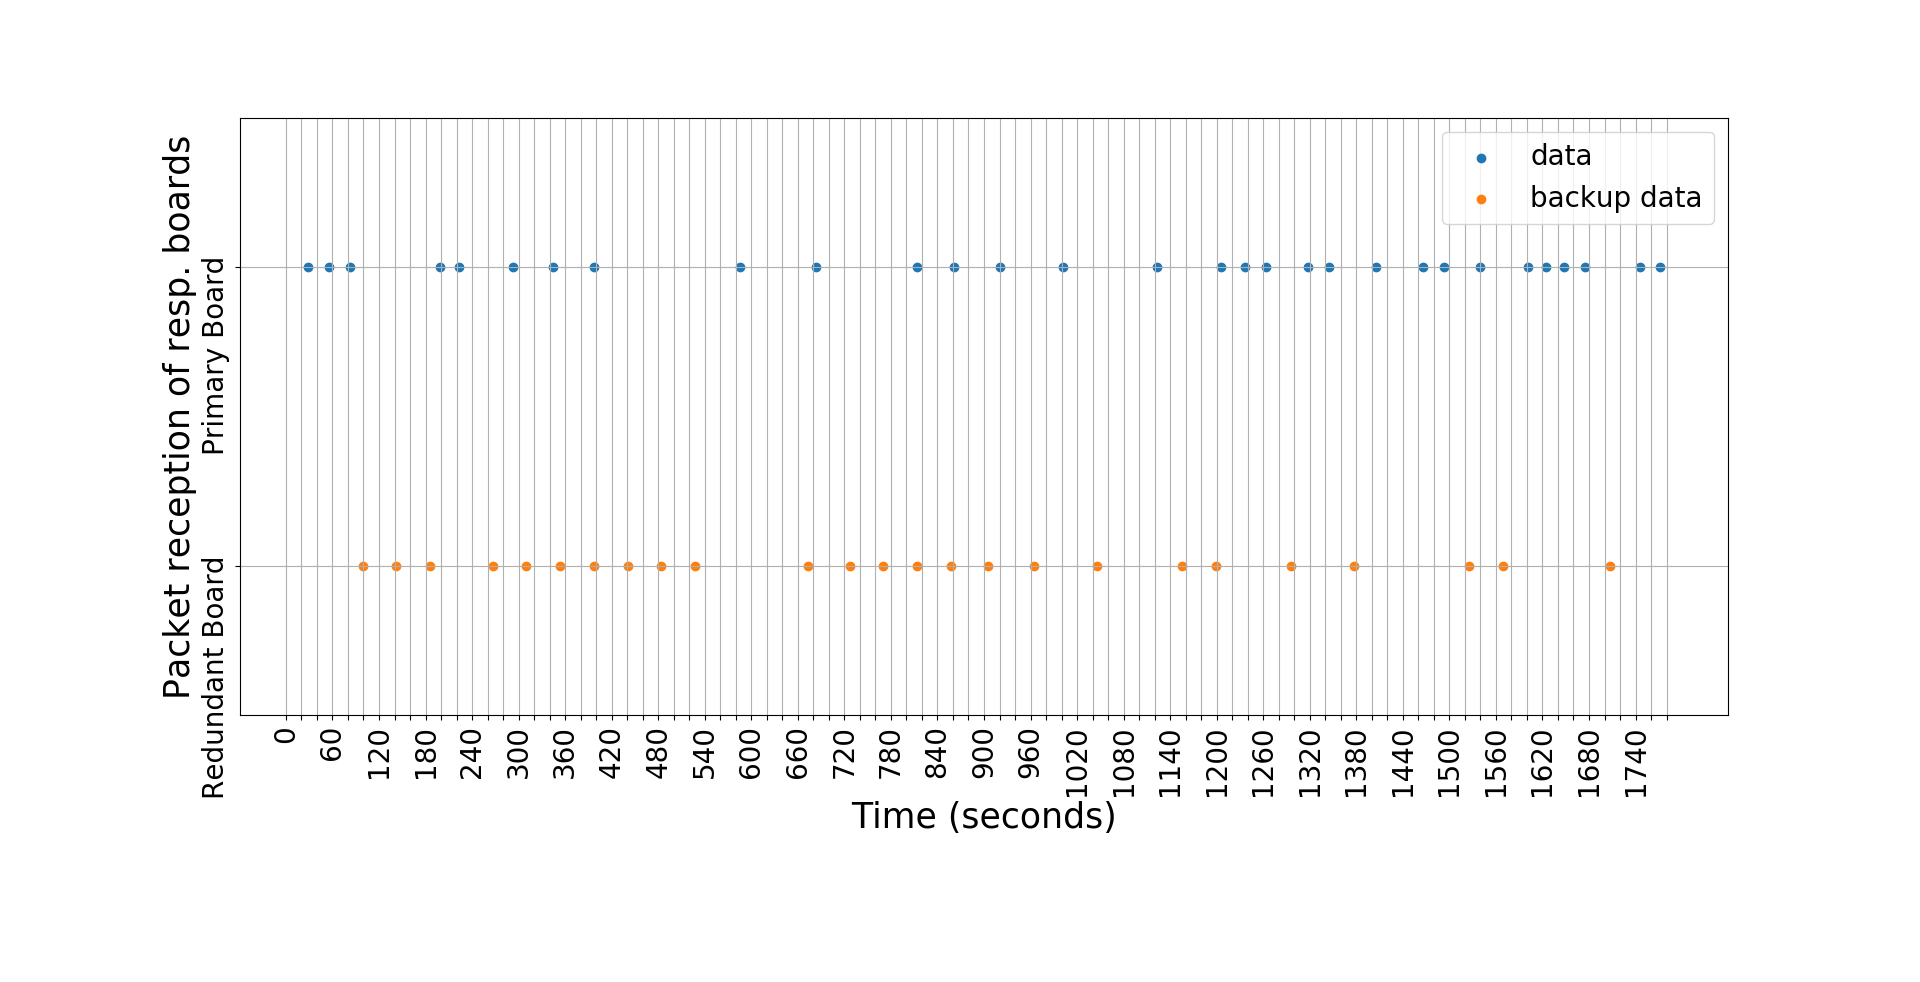 Packet reception of resp. boards
Primary Board
Redundant Board
data
backup data
0 60 120 180 240 300 360 420 480 540 600 660 720 780 840 900 960 1020 1080 1140 1200 1260 1320 1380 1440 1500 1560 1620 1680 1740
Time (seconds)